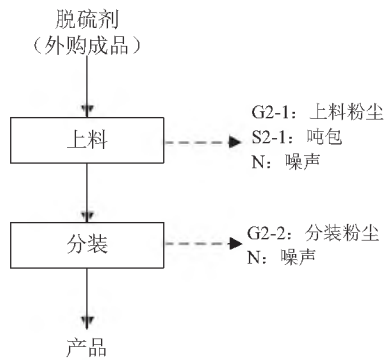 脱硫剂
（外购成品）
上料
G2-1：上料粉尘
S2-1：吨包
N：噪声
分装
G2-2：分装粉尘
N：噪声
产品